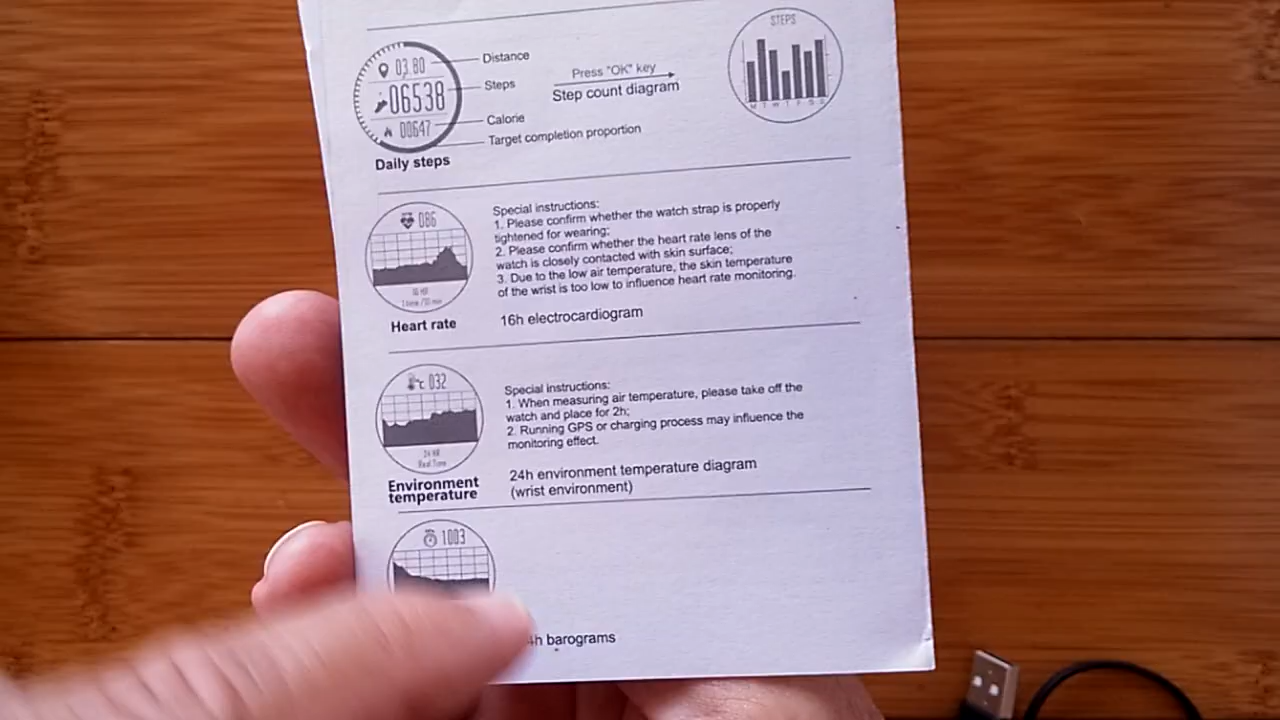 03.80
Distance
06538
Steps
00647
Calorie
Target completion proportion
Daily steps
Press "OK" key
Step count diagram
STEPS
M T W T F S S
086
Heart rate
Special instructions:
1. Please confirm whether the watch strap is properly
tightened for wearing;
2. Please confirm whether the heart rate lens of the
watch is closely contacted with skin surface;
3. Due to the low air temperature, the skin temperature
of the wrist is too low to influence heart rate monitoring.
16h electrocardiogram
°C 032
24 HR
Real Time
Environment
temperature
Special instructions:
1. When measuring air temperature, please take off the
watch and place for 2h;
2. Running GPS or charging process may influence the
monitoring effect.
24h environment temperature diagram
(wrist environment)
1003
4h barograms